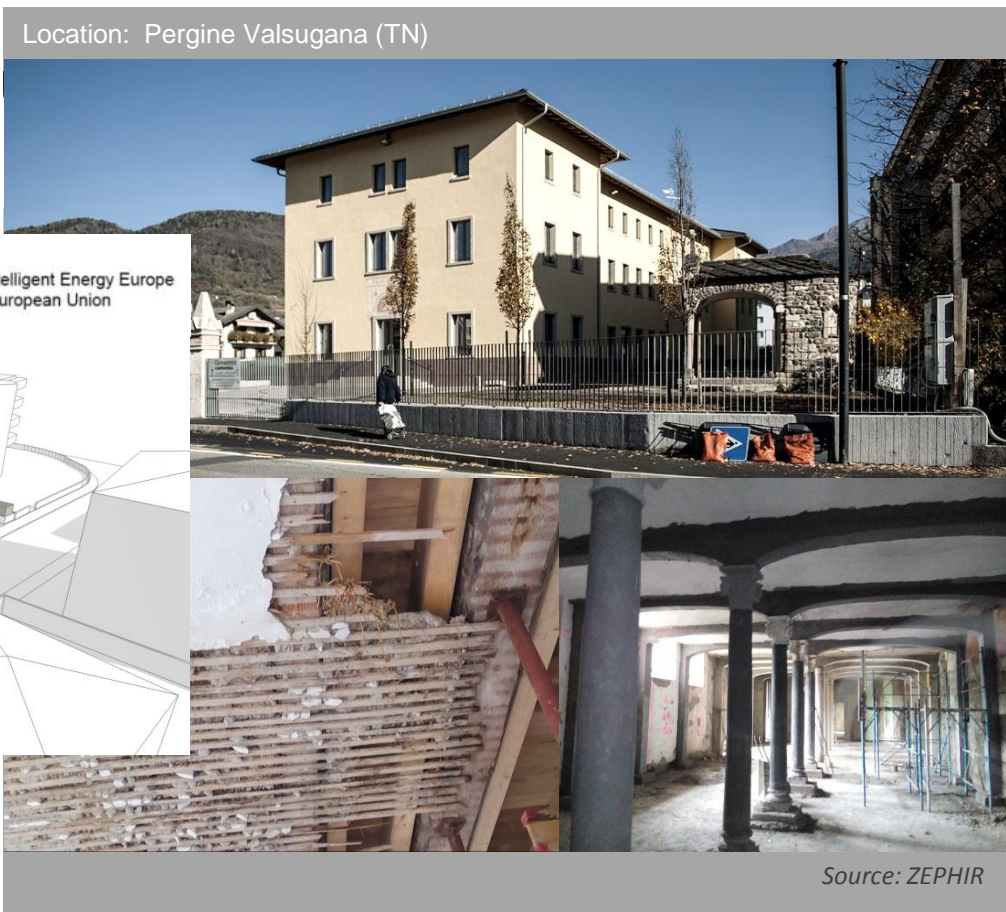 Location: Pergine Valsugana (TN)
elligent Energy Europe
uropean Union
Source: ZEPHIR